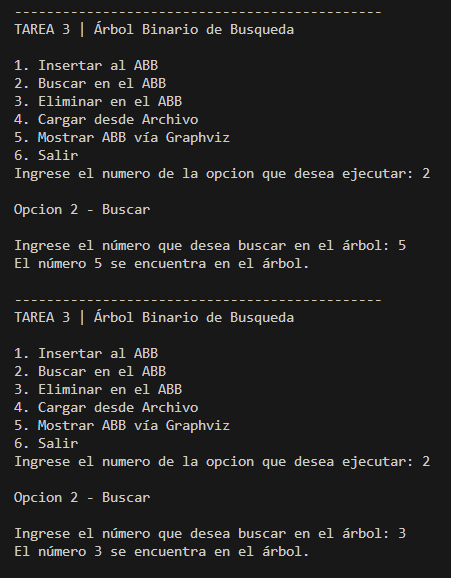 ----------------------------------------------
TAREA 3 | Árbol Binario de Busqueda
1. Insertar al ABB
2. Buscar en el ABB
3. Eliminar en el ABB
4. Cargar desde Archivo
5. Mostrar ABB vía Graphviz
6. Salir
Ingrese el numero de la opcion que desea ejecutar: 2
Opcion 2 - Buscar
Ingrese el número que desea buscar en el árbol: 5
El número 5 se encuentra en el árbol.
----------------------------------------------
TAREA 3 | Árbol Binario de Busqueda
1. Insertar al ABB
2. Buscar en el ABB
3. Eliminar en el ABB
4. Cargar desde Archivo
5. Mostrar ABB vía Graphviz
6. Salir
Ingrese el numero de la opcion que desea ejecutar: 2
Opcion 2 - Buscar
Ingrese el número que desea buscar en el árbol: 3
El número 3 se encuentra en el árbol.